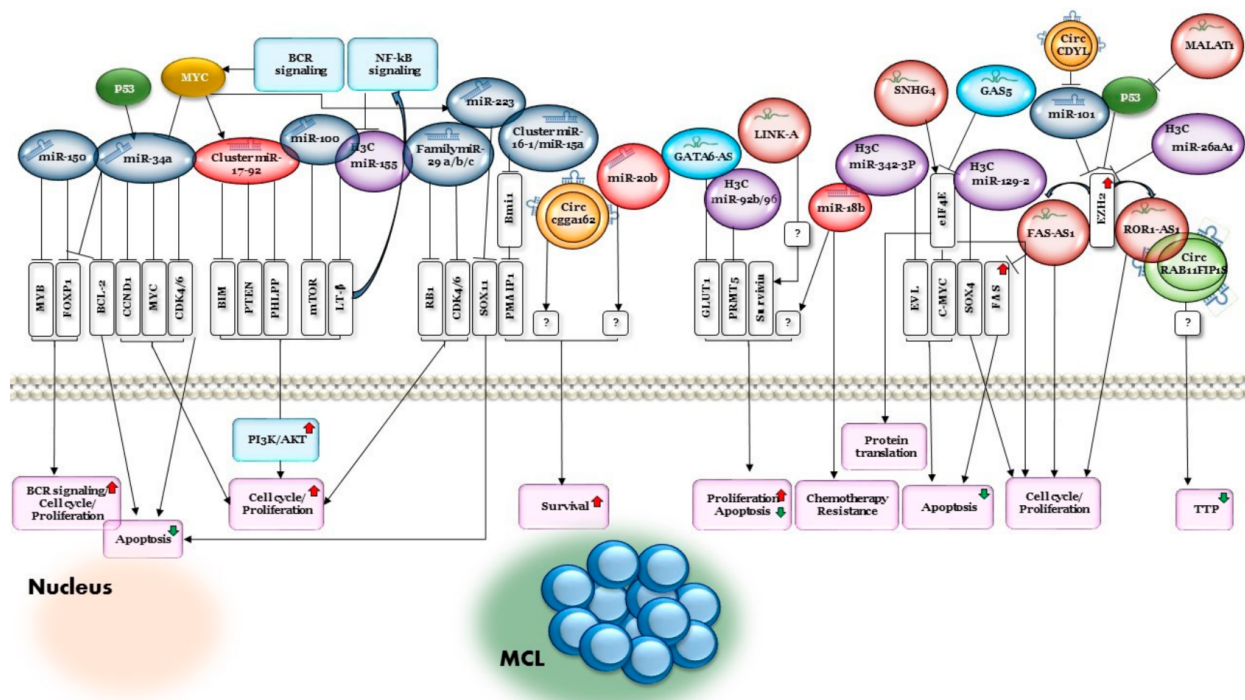 BCR
signaling
NF-kB
signaling
MYC
P53
miR-150
miR-34a
Cluster miR-
17-92
miR-100
H3C
miR-155
Family miR-
29 a/b/c
miR-223
Cluster miR-
16-1/miR-15a
Circ
cgga162
miR-20b
GATA6-AS
H3C
miR-92b/96
LINK-A
miR-18b
H3C
miR-342-3P
SNHG4
GAS5
H3C
miR-129-2
Circ
CDYL
miR-101
P53
MALAT1
H3C
miR-26aA1
FAS-AS1
EZH2
ROR1-AS1
Circ
RAB11FIP1S
eIF4E
Bmi1
MYB
FOXP1
BCL-2
CCND1
MYC
CDK4/6
BIM
PTEN
PHLPP
mTOR
LT-β
RB1
CDK4/6
SOX11
PMAIP1
?
?
GLUT1
PRMT5
Survivin
?
?
EVL
C-MYC
SOX4
FAS
?
PI3K/AKT
Protein
translation
BCR signaling/
Cell cycle/
Proliferation
Apoptosis
Cell cycle/
Proliferation
Survival
Proliferation
Apoptosis
Chemotherapy
Resistance
Apoptosis
Cell cycle/
Proliferation
TTP
Nucleus
MCL